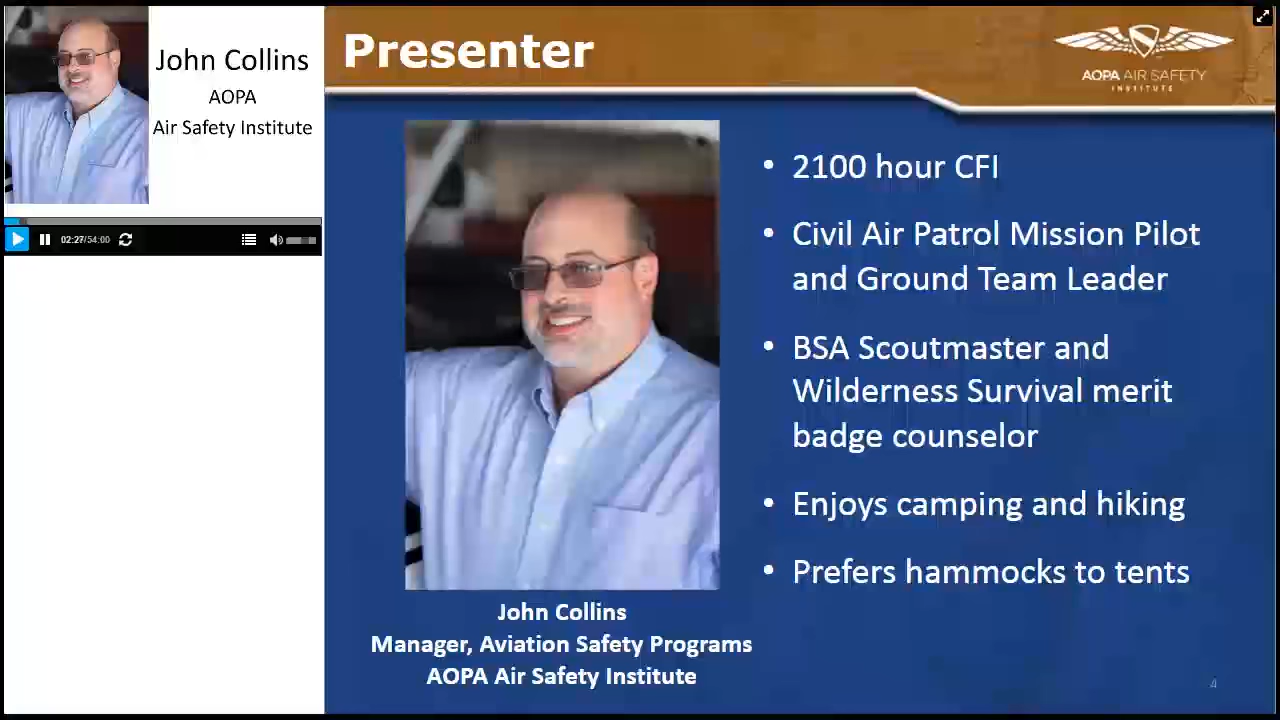 John Collins
AOPA
Air Safety Institute
02:27/54:00
Presenter
AOPA AIR SAFETY
INSTITUTE
• 2100 hour CFI
• Civil Air Patrol Mission Pilot
and Ground Team Leader
• BSA Scoutmaster and
Wilderness Survival merit
badge counselor
• Enjoys camping and hiking
• Prefers hammocks to tents
John Collins
Manager, Aviation Safety Programs
AOPA Air Safety Institute
4